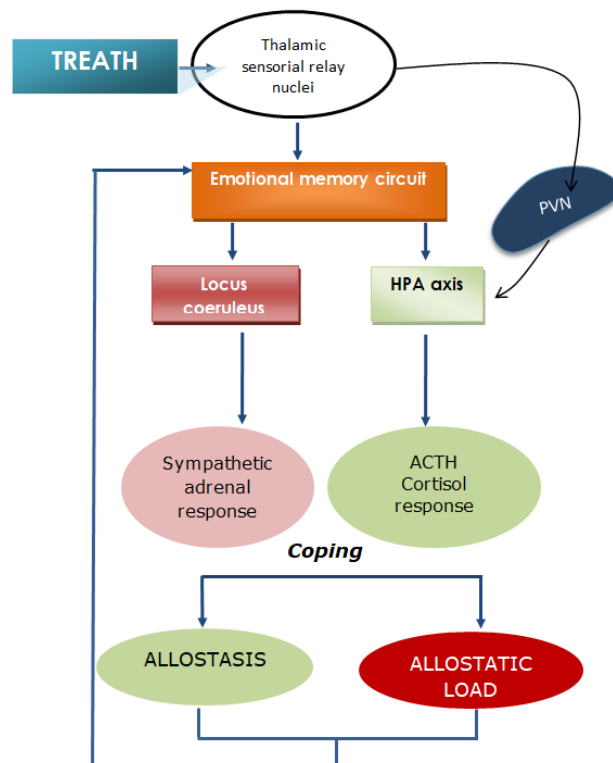 TREATH
Thalamic
sensorial relay
nuclei
Emotional memory circuit
PVN
Locus
coeruleus
HPA axis
Sympathetic
adrenal
response
ACTH
Cortisol
response
Coping
ALLOSTASIS
ALLOSTATIC
LOAD